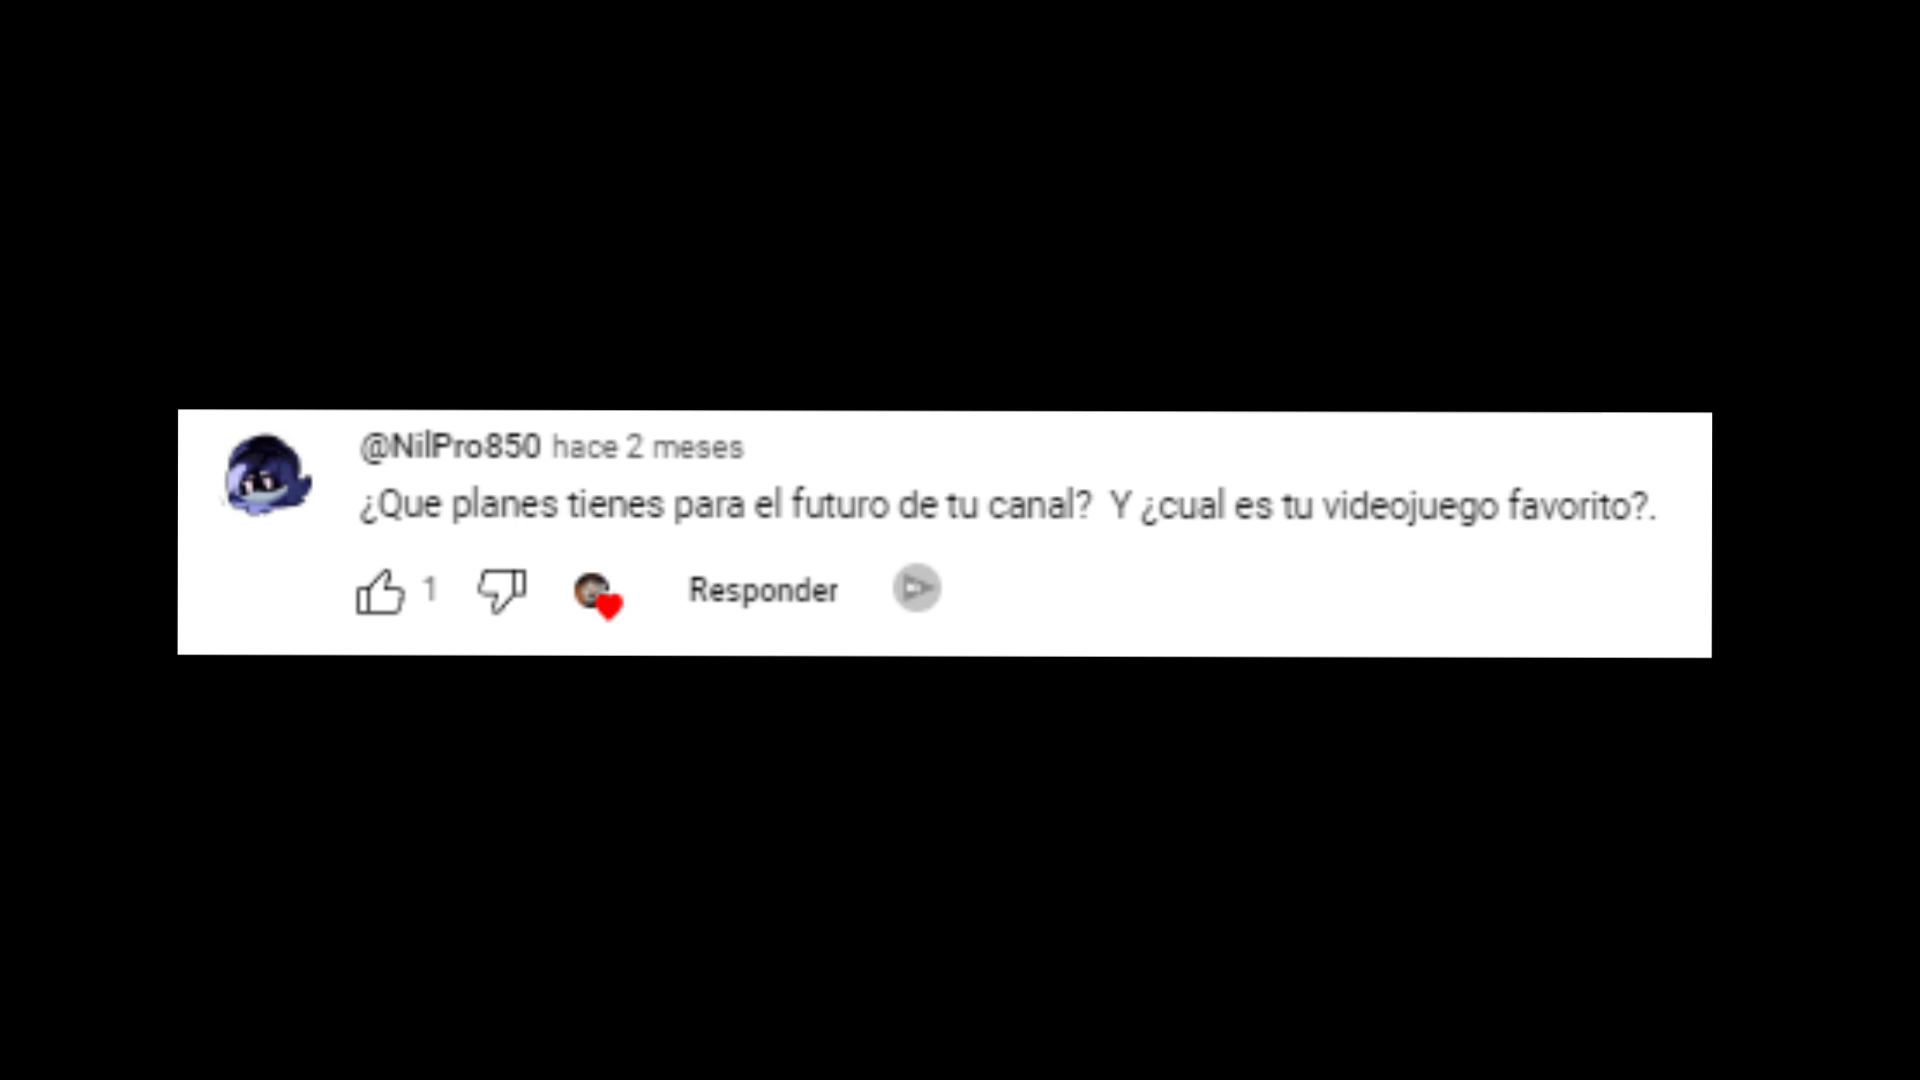 @NilPro850 hace 2 meses
¿Que planes tienes para el futuro de tu canal? Y ¿cual es tu videojuego favorito?.
1 Responder